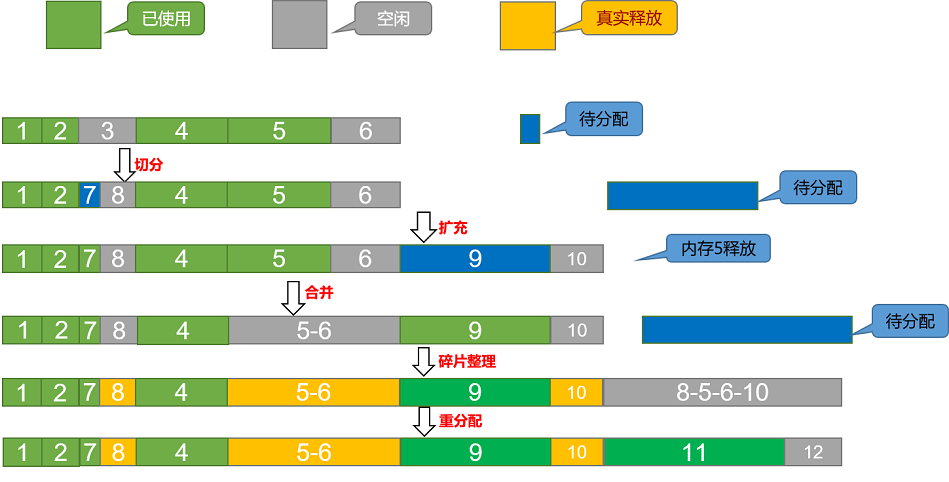 已使用 空闲 真实释放
1 2 3 4 5 6 待分配
切分
1 2 7 8 4 5 6 待分配
扩充
1 2 7 8 4 5 6 9 10 内存5释放
合并
1 2 7 8 4 5-6 9 10 待分配
碎片整理
1 2 7 8 4 5-6 9 10 8-5-6-10
重分配
1 2 7 8 4 5-6 9 10 11 12